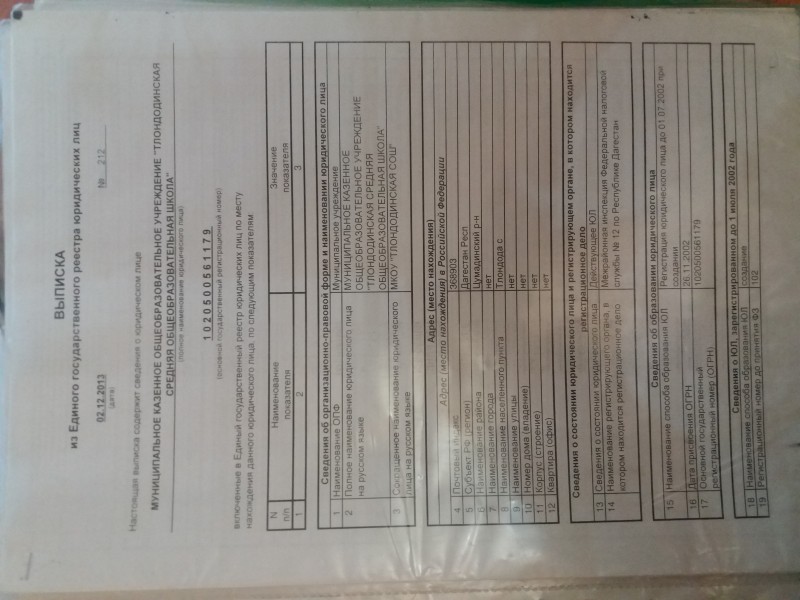 ВЫПИСКА
из Единого государственного реестра юридических лиц
02.12.2013 № 212
(дата)
Настоящая выписка содержит сведения о юридическом лице
МУНИЦИПАЛЬНОЕ КАЗЕННОЕ ОБЩЕОБРАЗОВАТЕЛЬНОЕ УЧРЕЖДЕНИЕ "ТЛОНДОДИНСКАЯ
СРЕДНЯЯ ОБЩЕОБРАЗОВАТЕЛЬНАЯ ШКОЛА"
(полное наименование юридического лица)
1020500561179
(основной государственный регистрационный номер)
включенные в Единый государственный реестр юридических лиц по месту
нахождения данного юридического лица, по следующим показателям:
N п/п Наименование показателя Значение показателя
1 2 3
Сведения об организационно-правовой форме и наименовании юридического лица
1 Наименование ОПФ Муниципальное учреждение
2 Полное наименование юридического лица МУНИЦИПАЛЬНОЕ КАЗЕННОЕ
на русском языке ОБЩЕОБРАЗОВАТЕЛЬНОЕ УЧРЕЖДЕНИЕ
"ТЛОНДОДИНСКАЯ СРЕДНЯЯ
ОБЩЕОБРАЗОВАТЕЛЬНАЯ ШКОЛА"
3 Сокращенное наименование юридического МКОУ "ТЛОНДОДИНСКАЯ СОШ"
лица на русском языке
Адрес (место нахождения)
Адрес (место нахождения) в Российской Федерации
4 Почтовый индекс 368903
5 Субъект РФ (регион) Дагестан Респ
6 Наименование района Цумадинский р-н
7 Наименование города нет
8 Наименование населенного пункта Тлондода с
9 Наименование улицы нет
10 Номер дома (владение) нет
11 Корпус (строение) нет
12 Квартира (офис) нет
Сведения о состоянии юридического лица и регистрирующем органе, в котором находится
регистрационное дело
13 Сведения о состоянии юридического лица Действующее ЮЛ
14 Наименование регистрирующего органа, в Межрайонная инспекция Федеральной налоговой
котором находится регистрационное дело службы № 12 по Республике Дагестан
Сведения об образовании юридического лица
15 Наименование способа образования ЮЛ Регистрация юридического лица до 01.07.2002 при
создании
16 Дата присвоения ОГРН 26.11.2002
17 Основной государственный 1020500561179
регистрационный номер (ОГРН)
Сведения о ЮЛ, зарегистрированном до 1 июля 2002 года
18 Наименование способа образования ЮЛ создание
19 Регистрационный номер до принятия ФЗ 102